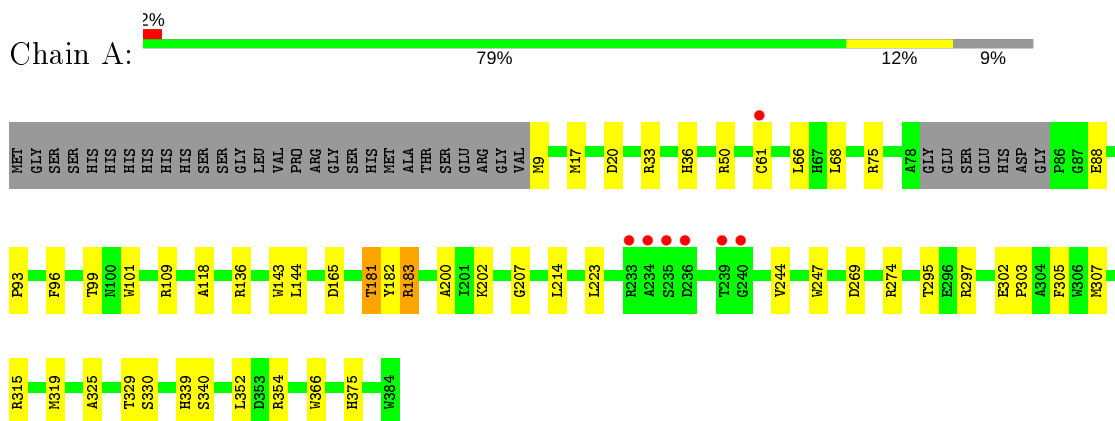 2%
Chain A:
79% 12% 9%
MET GLY SER SER HIS HIS HIS HIS HIS HIS SER SER GLY LEU VAL PRO ARG GLY SER HIS MET ALA THR SER GLU ARG GLY VAL M9 M17 D20 R33 H36 R50 C61 L66 H67 L68 R75 A78 GLY GLU SER GLU HIS ASP GLY P86 G87 E88
P93 F96 T99 N100 W101 R109 A118 R136 W143 L144 D165 T181 Y182 R183 A200 I201 K202 G207 L214 L223 R233 A234 S235 D236 T239 G240 V244 W247 D269 R274 T295 E296 R297 E302 P303 A304 F305 W306 M307
R315 M319 A325 T329 S330 H339 S340 L352 D353 R354 W366 H375 W384